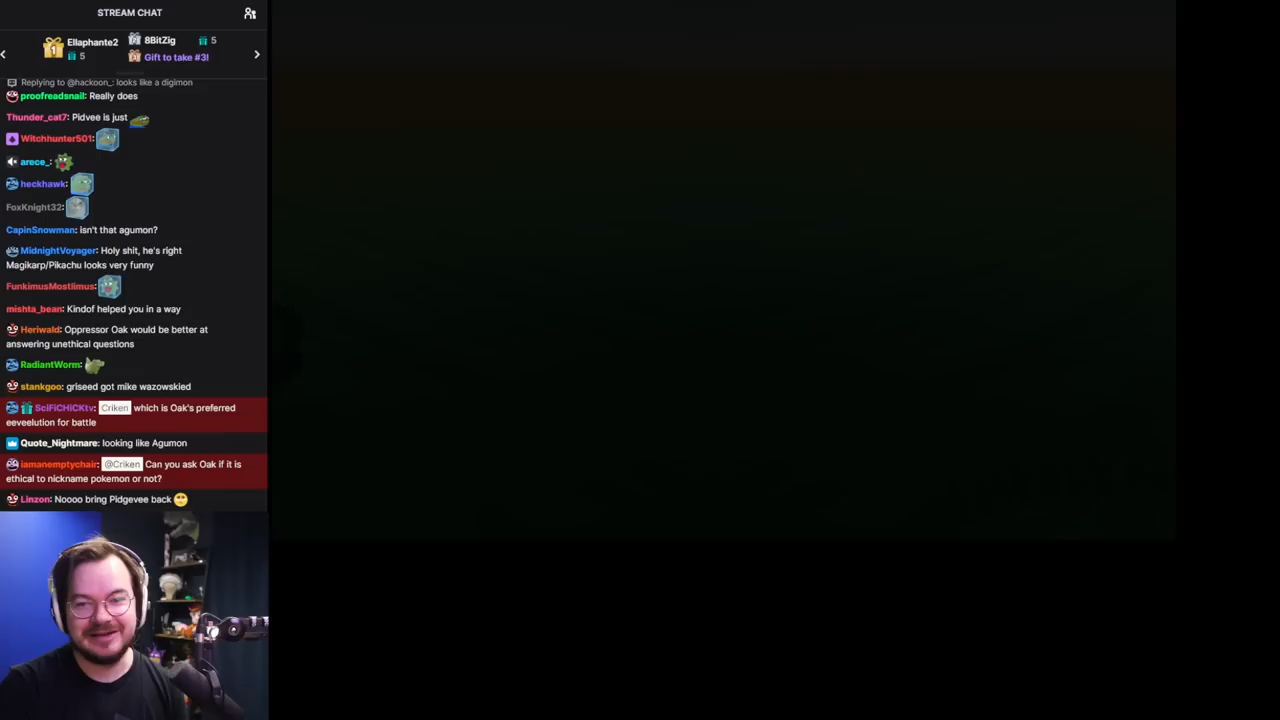 STREAM CHAT
Ellaphante2
5
8BitZig
5
Gift to take #3!
Replying to @hackoon_: looks like a digimon
proofreadsnail: Really does
Thunder_cat7: Pidvee is just
Witchhunter501:
arece_:
heckhawk:
FoxKnight32:
CapinSnowman: isn't that agumon?
MidnightVoyager: Holy shit, he's right
Magikarp/Pikachu looks very funny
FunkimusMostlimus:
mishta_bean: Kindof helped you in a way
Heriwald: Oppressor Oak would be better at
answering unethical questions
RadiantWorm:
stankgoo: griseed got mike wazowskied
SciFiCHiCKtv: Criken which is Oak's preferred
eeveelution for battle
Quote_Nightmare: looking like Agumon
iamanemptychair: @Criken Can you ask Oak if it is
ethical to nickname pokemon or not?
Linzon: Noooo bring Pidgevee back